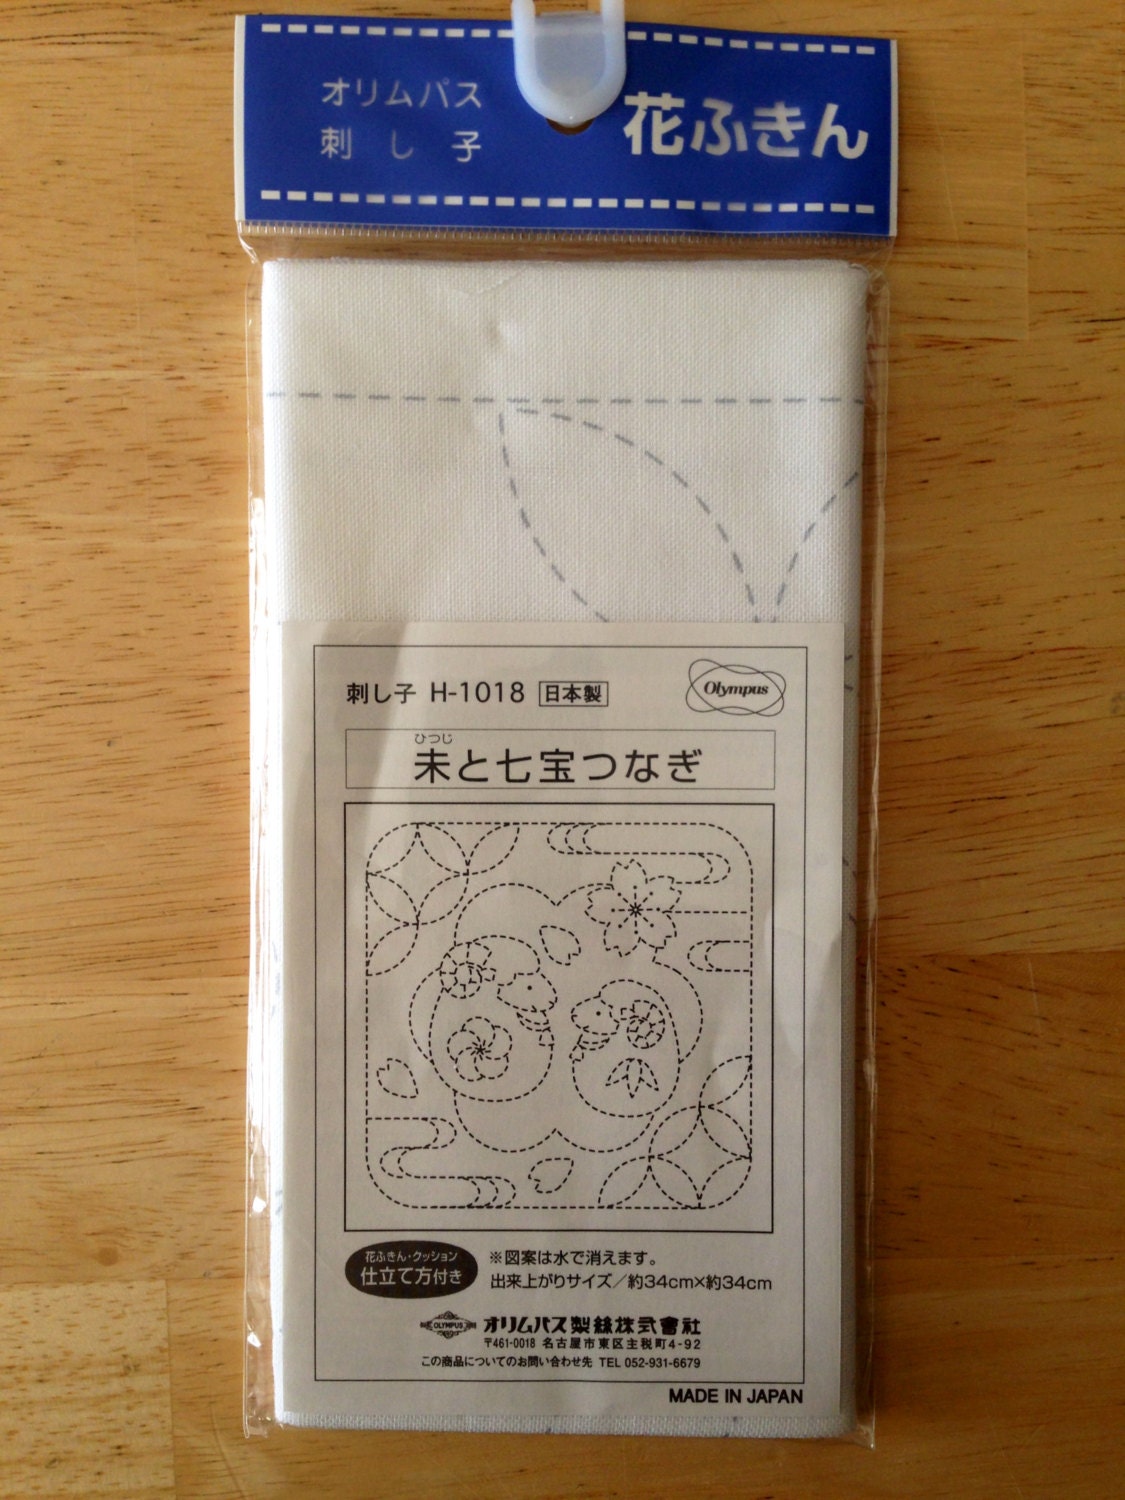 オリムパス
刺し子
花ふきん
刺し子 H-1018 日本製
Olympus
ひつじ
未と七宝つなぎ
花ふきん・クッション
仕立て方付き
※図案は水で消えます。
出来上がりサイズ/約34cm×約34cm
OLYMPUS オリムパス製絲株式會社
〒461-0018 名古屋市東区主税町4-92
この商品についてのお問い合わせ先 TEL 052-931-6679
MADE IN JAPAN